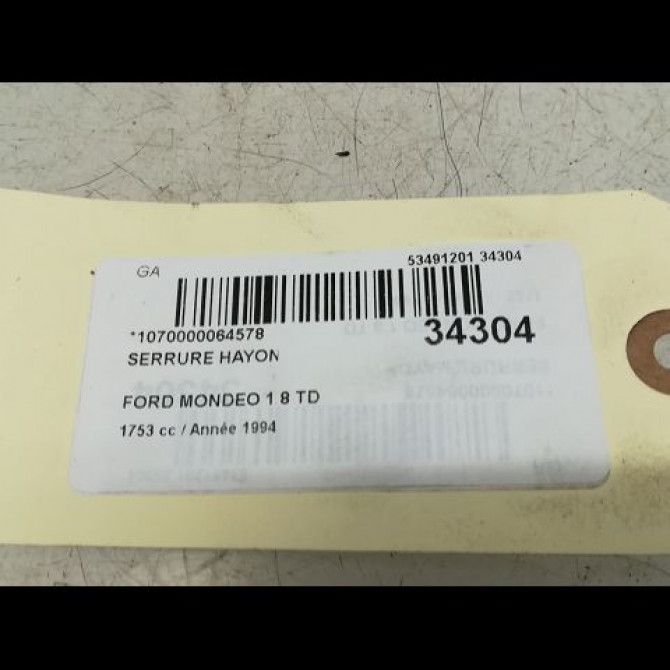 GA
53491201 34304
*1070000064578
34304
SERRURE HAYON
FORD MONDEO 1 8 TD
1753 cc / Année 1994